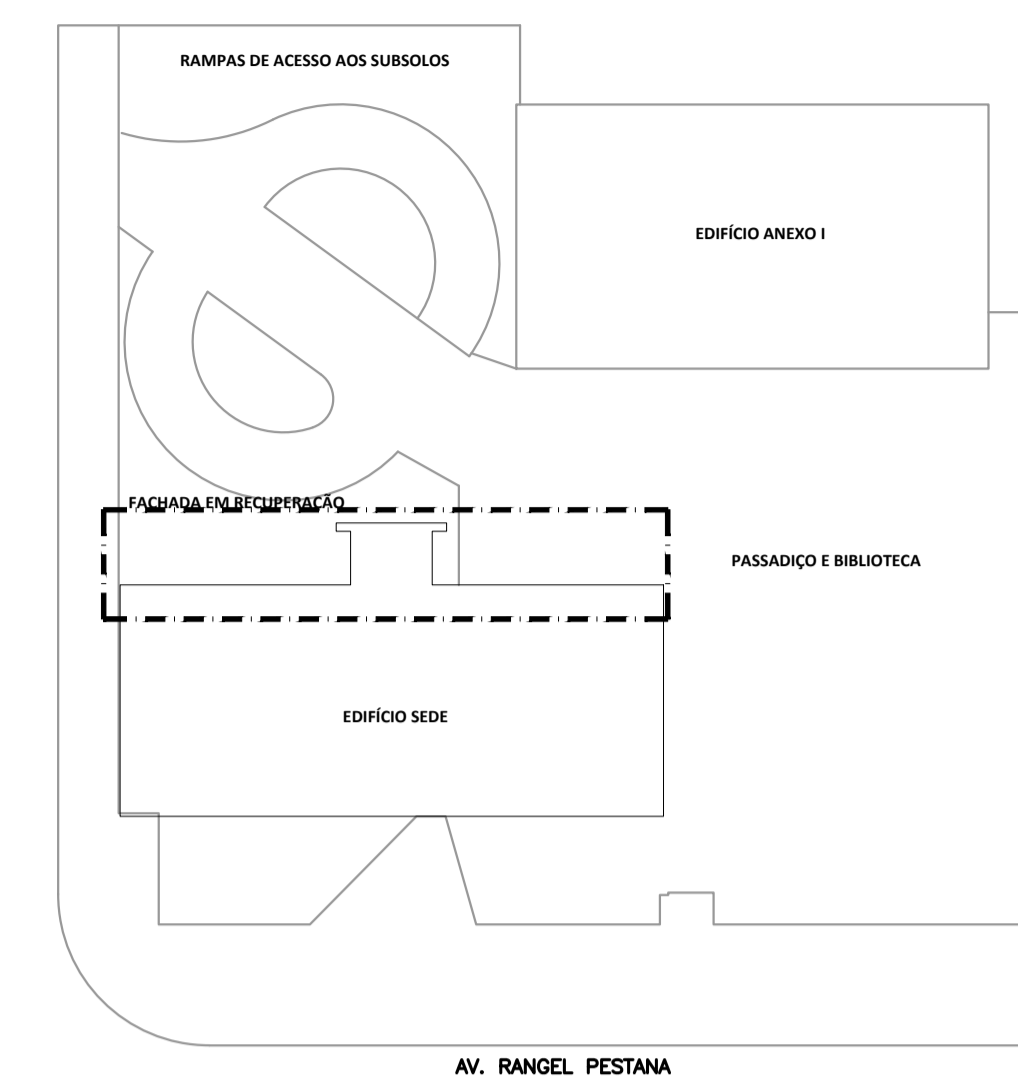 RAMPAS DE ACESSO AOS SUBSOLOS
EDIFÍCIO ANEXO I
FACHADA EM RECUPERAÇÃO
PASSADIÇO E BIBLIOTECA
EDIFÍCIO SEDE
AV. RANGEL PESTANA